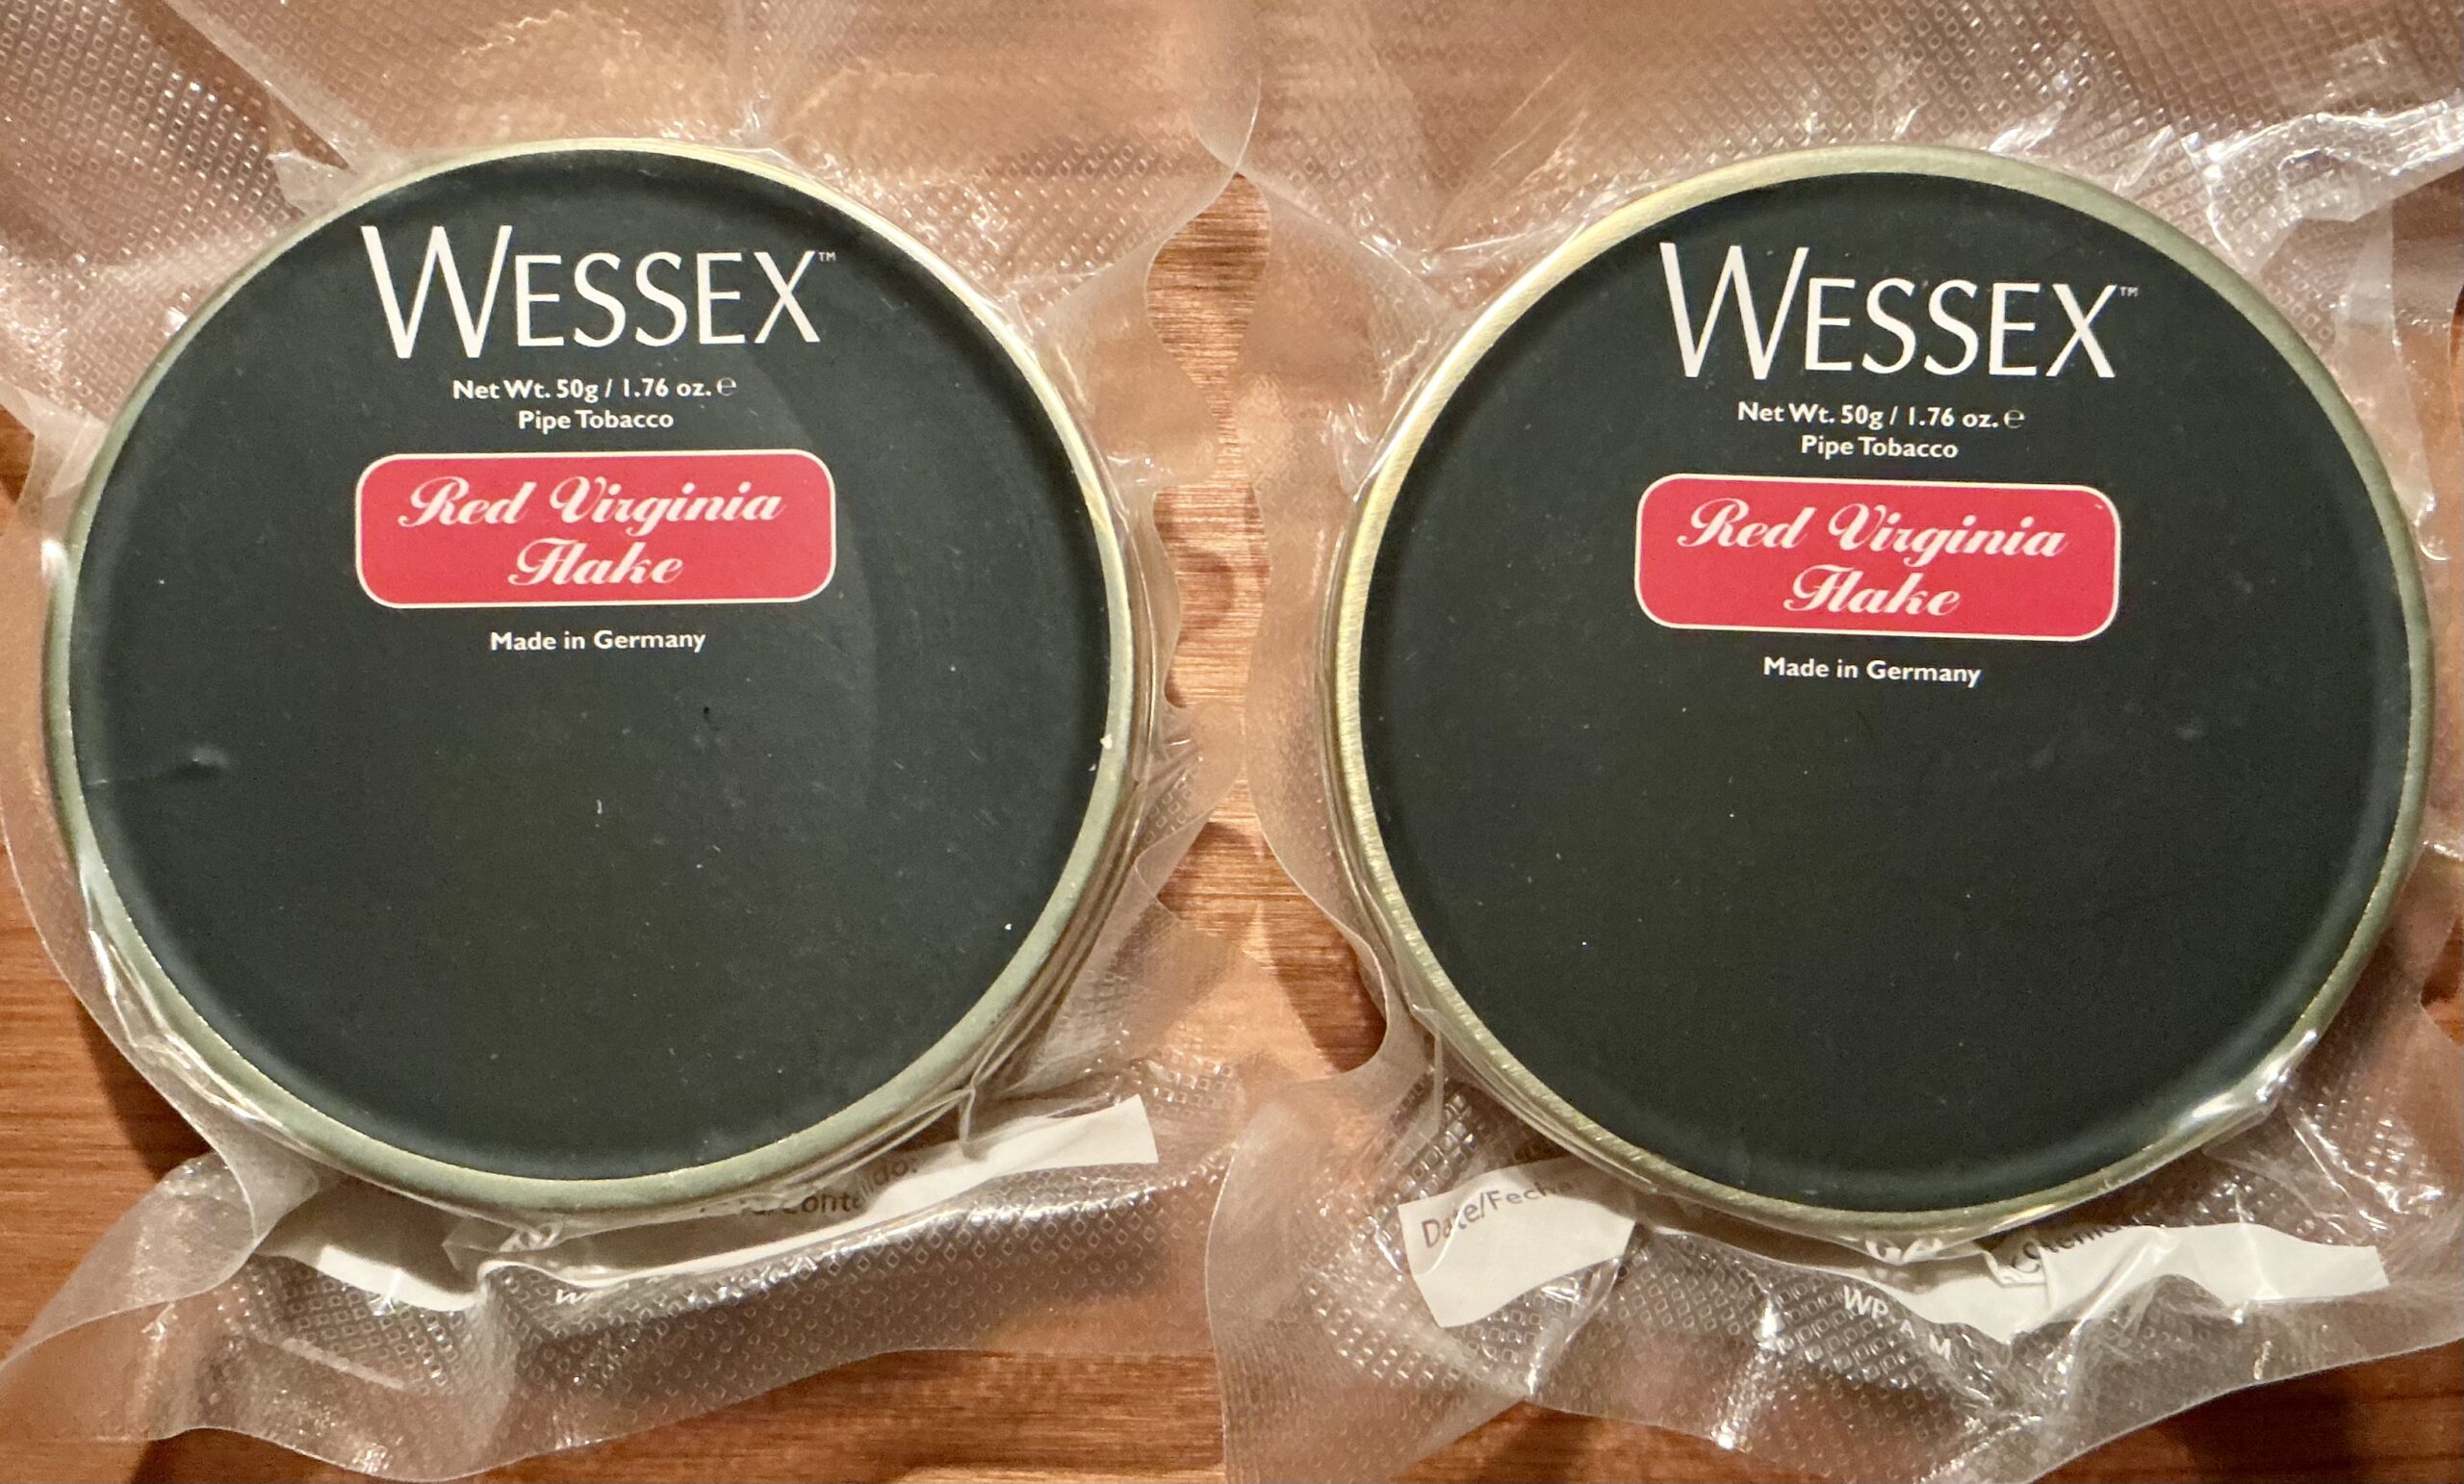 WESSEX™
Net Wt. 50g / 1.76 oz. ℮
Pipe Tobacco
Red Virginia
Flake
Made in Germany
WESSEX™
Net Wt. 50g / 1.76 oz. ℮
Pipe Tobacco
Red Virginia
Flake
Made in Germany
Date/Fecha